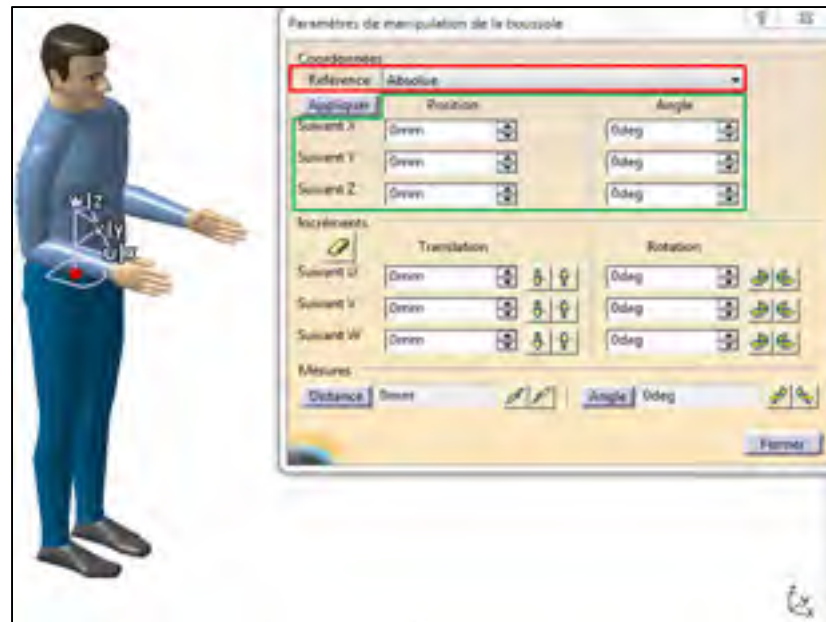 Paramètres de manipulation de la boussole
Coordonnées
Référence Absolue
Appliquer Position Angle
Suivant X 0mm 0deg
Suivant Y 0mm 0deg
Suivant Z 0mm 0deg
Incréments
Translation Rotation
Suivant U 0mm 0deg
Suivant V 0mm 0deg
Suivant W 0mm 0deg
Mesures
Distance 0mm Angle 0deg
Fermer
w|z
v|y
u|x
z
y
x